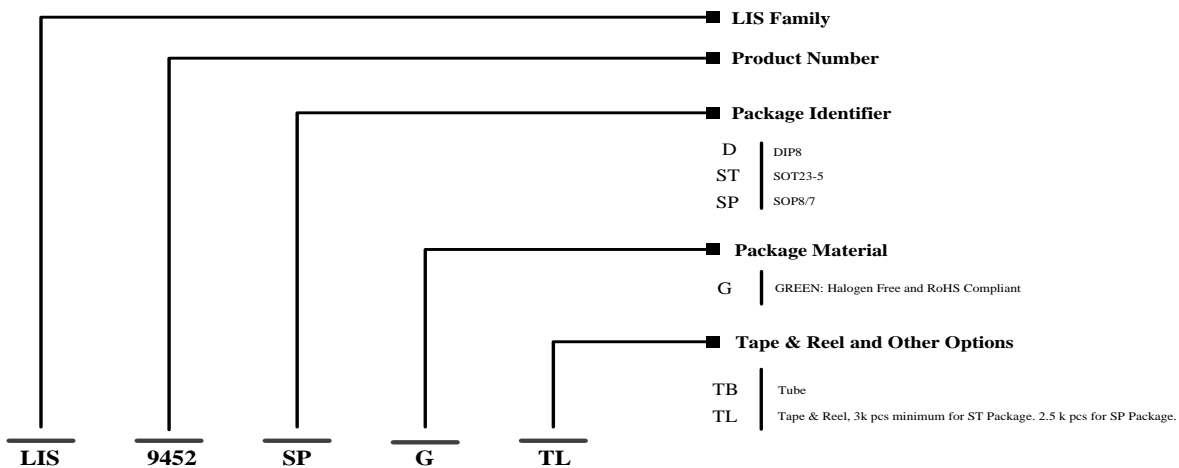 LIS Family
Product Number
Package Identifier
D DIP8
ST SOT23-5
SP SOP8/7
Package Material
G GREEN: Halogen Free and RoHS Compliant
Tape & Reel and Other Options
TB Tube
TL Tape & Reel, 3k pcs minimum for ST Package. 2.5 k pcs for SP Package.
LIS 9452 SP G TL